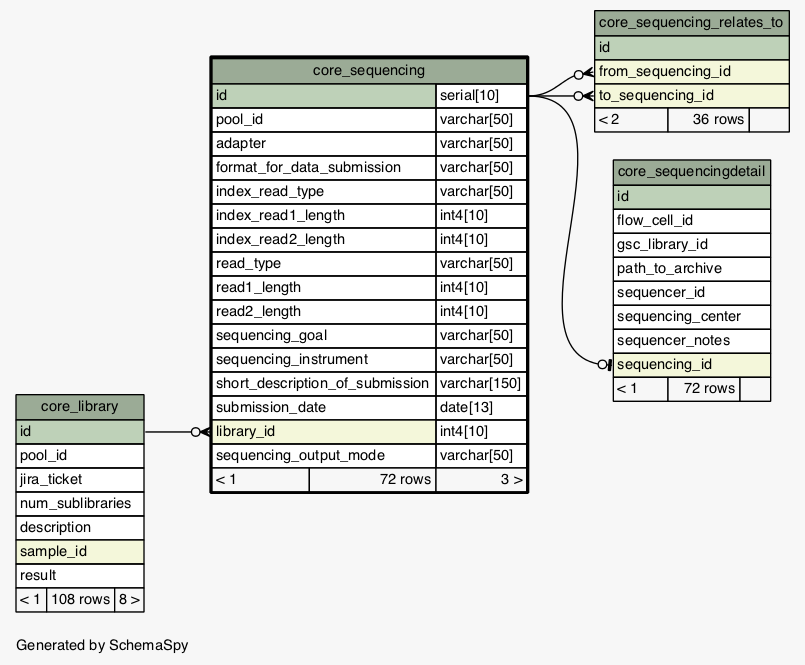 core_sequencing_relates_to
id
from_sequencing_id
to_sequencing_id
< 2 36 rows
core_sequencing
id serial[10]
pool_id varchar[50]
adapter varchar[50]
format_for_data_submission varchar[50]
index_read_type varchar[50]
index_read1_length int4[10]
index_read2_length int4[10]
read_type varchar[50]
read1_length int4[10]
read2_length int4[10]
sequencing_goal varchar[50]
sequencing_instrument varchar[50]
short_description_of_submission varchar[150]
submission_date date[13]
library_id int4[10]
sequencing_output_mode varchar[50]
< 1 72 rows 3 >
core_sequencingdetail
id
flow_cell_id
gsc_library_id
path_to_archive
sequencer_id
sequencing_center
sequencer_notes
sequencing_id
< 1 72 rows
core_library
id
pool_id
jira_ticket
num_sublibraries
description
sample_id
result
< 1 108 rows 8 >
Generated by SchemaSpy